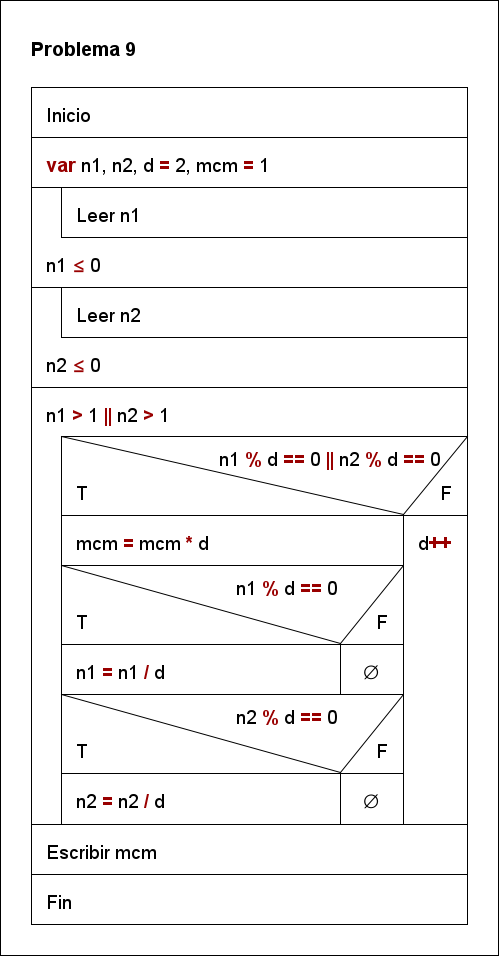 Problema 9
Inicio
var n1, n2, d = 2, mcm = 1
Leer n1
n1 ≤ 0
Leer n2
n2 ≤ 0
n1 > 1 || n2 > 1
n1 % d == 0 || n2 % d == 0
T F
mcm = mcm * d d++
n1 % d == 0
T F
n1 = n1 / d ∅
n2 % d == 0
T F
n2 = n2 / d ∅
Escribir mcm
Fin